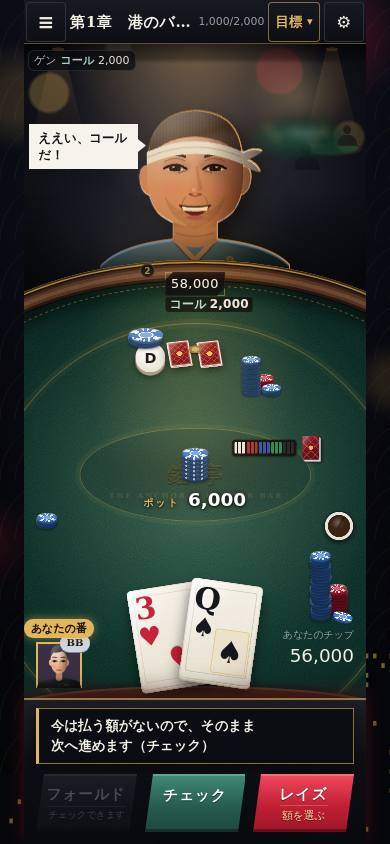 第1章　港のバ…
1,000/2,000
目標 ▾
ゲン コール 2,000
ええい、コール
だ！
2
58,000
コール 2,000
D
ポット 6,000
あなたの番
BB
3
Q
あなたのチップ
56,000
今は払う額がないので、そのまま
次へ進めます（チェック）
フォールド
チェックできます
チェック
レイズ
額を選ぶ